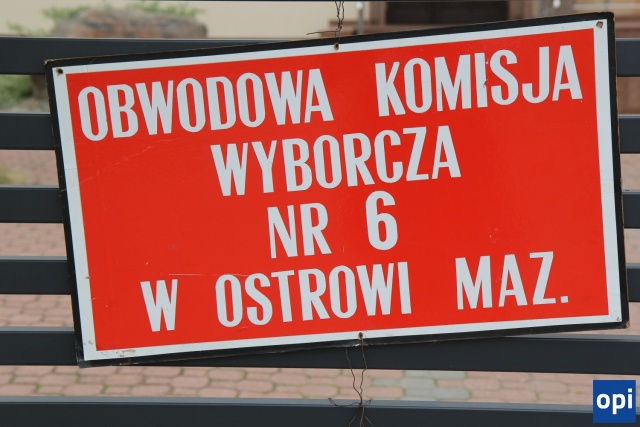 OBWODOWA KOMISJA
WYBORCZA
NR 6
W OSTROWI MAZ.
opi